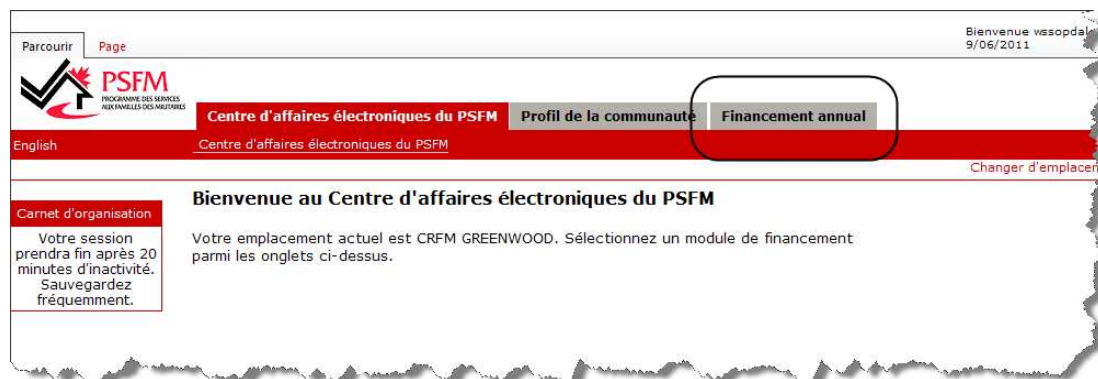 Bienvenue wssopdal
9/06/2011
Parcourir Page
PSFM
PROGRAMME DES SERVICES
AUX FAMILLES DES MILITAIRES
Centre d'affaires électroniques du PSFM Profil de la communauté Financement annual
English Centre d'affaires électroniques du PSFM
Changer d'emplacem
Bienvenue au Centre d'affaires électroniques du PSFM
Carnet d'organisation
Votre session
prendra fin après 20
minutes d'inactivité.
Sauvegardez
fréquemment.
Votre emplacement actuel est CRFM GREENWOOD. Sélectionnez un module de financement
parmi les onglets ci-dessus.